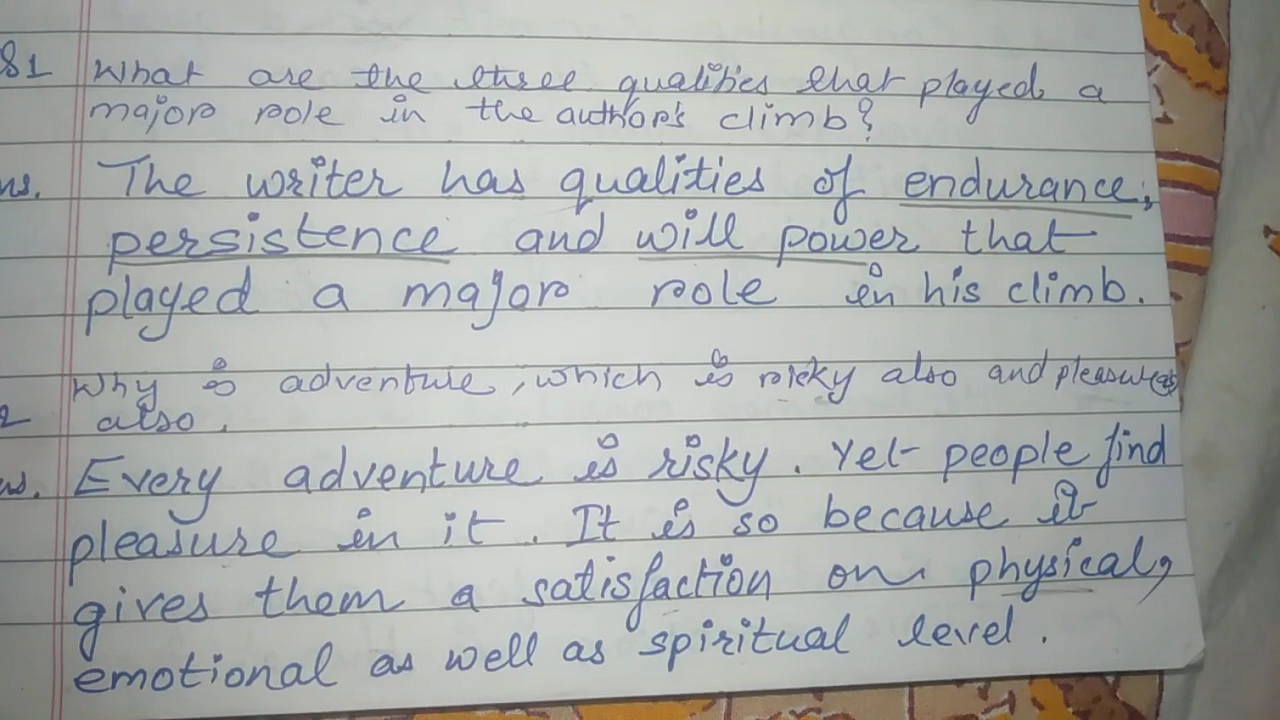 Q1 What are the three qualities that played a
major role in the author's climb?
ns. The writer has qualities of endurance,
persistence and will power that
played a major role in his climb.
Why is adventure, which is risky also and pleasures
2 also.
ns. Every adventure is risky. Yet people find
pleasure in it. It is so because it
gives them a satisfaction on physical,
emotional as well as spiritual level.